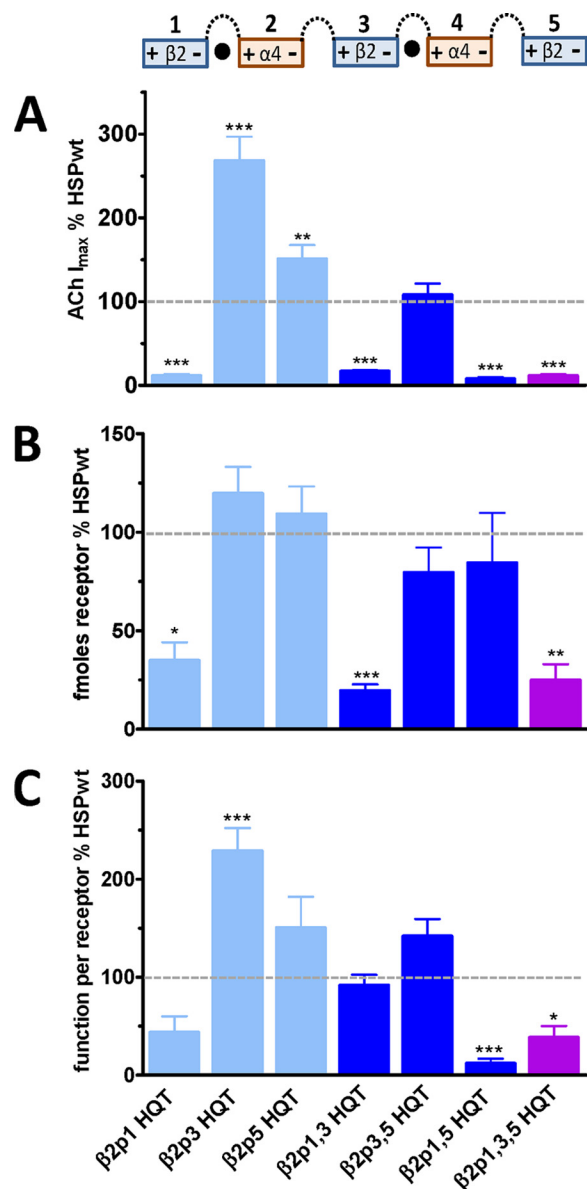 1 2 3 4 5
+ β2 - + α4 - + β2 - + α4 - + β2 -
A
ACh Imax % HSPwt
300
200
100
0
*** *** ** *** *** ***
B
fmoles receptor % HSPwt
150
100
50
0
* *** **
C
function per receptor % HSPwt
300
200
100
0
*** *** *
β2p1 HQT
β2p3 HQT
β2p5 HQT
β2p1,3 HQT
β2p3,5 HQT
β2p1,5 HQT
β2p1,3,5 HQT